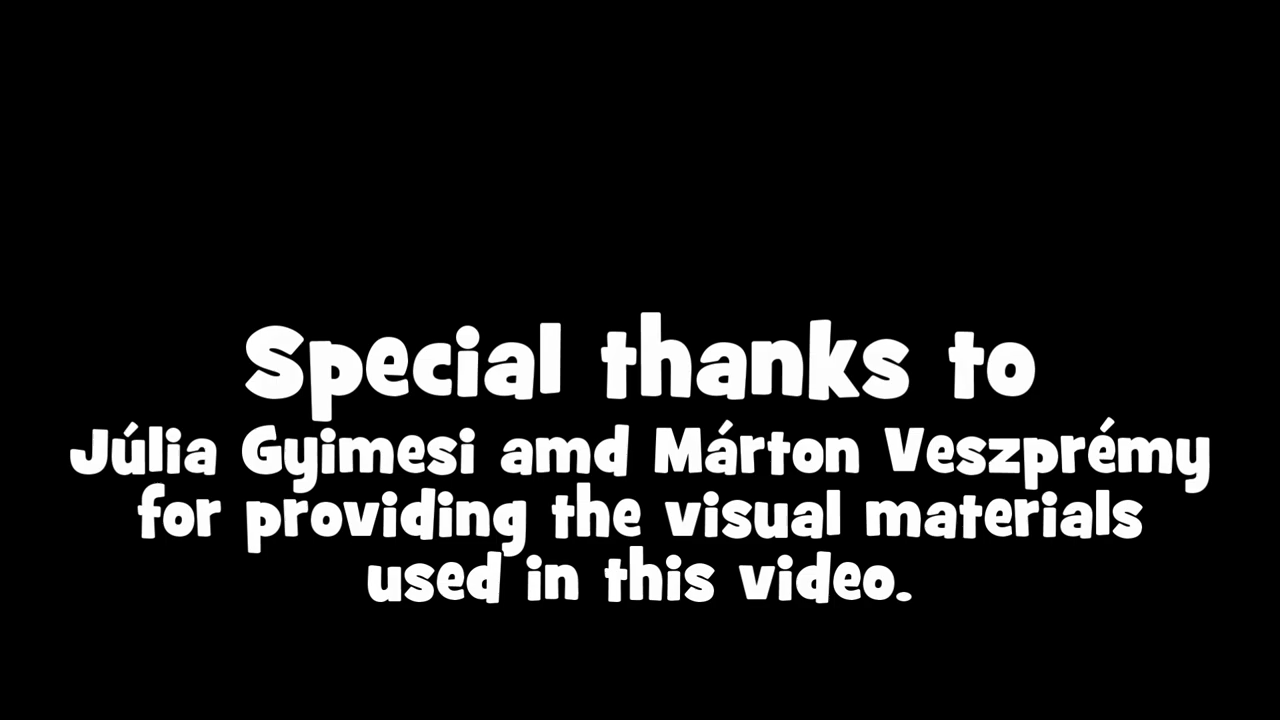 Special thanks to
Júlia Gyimesi amd Márton Veszprémy
for providing the visual materials
used in this video.